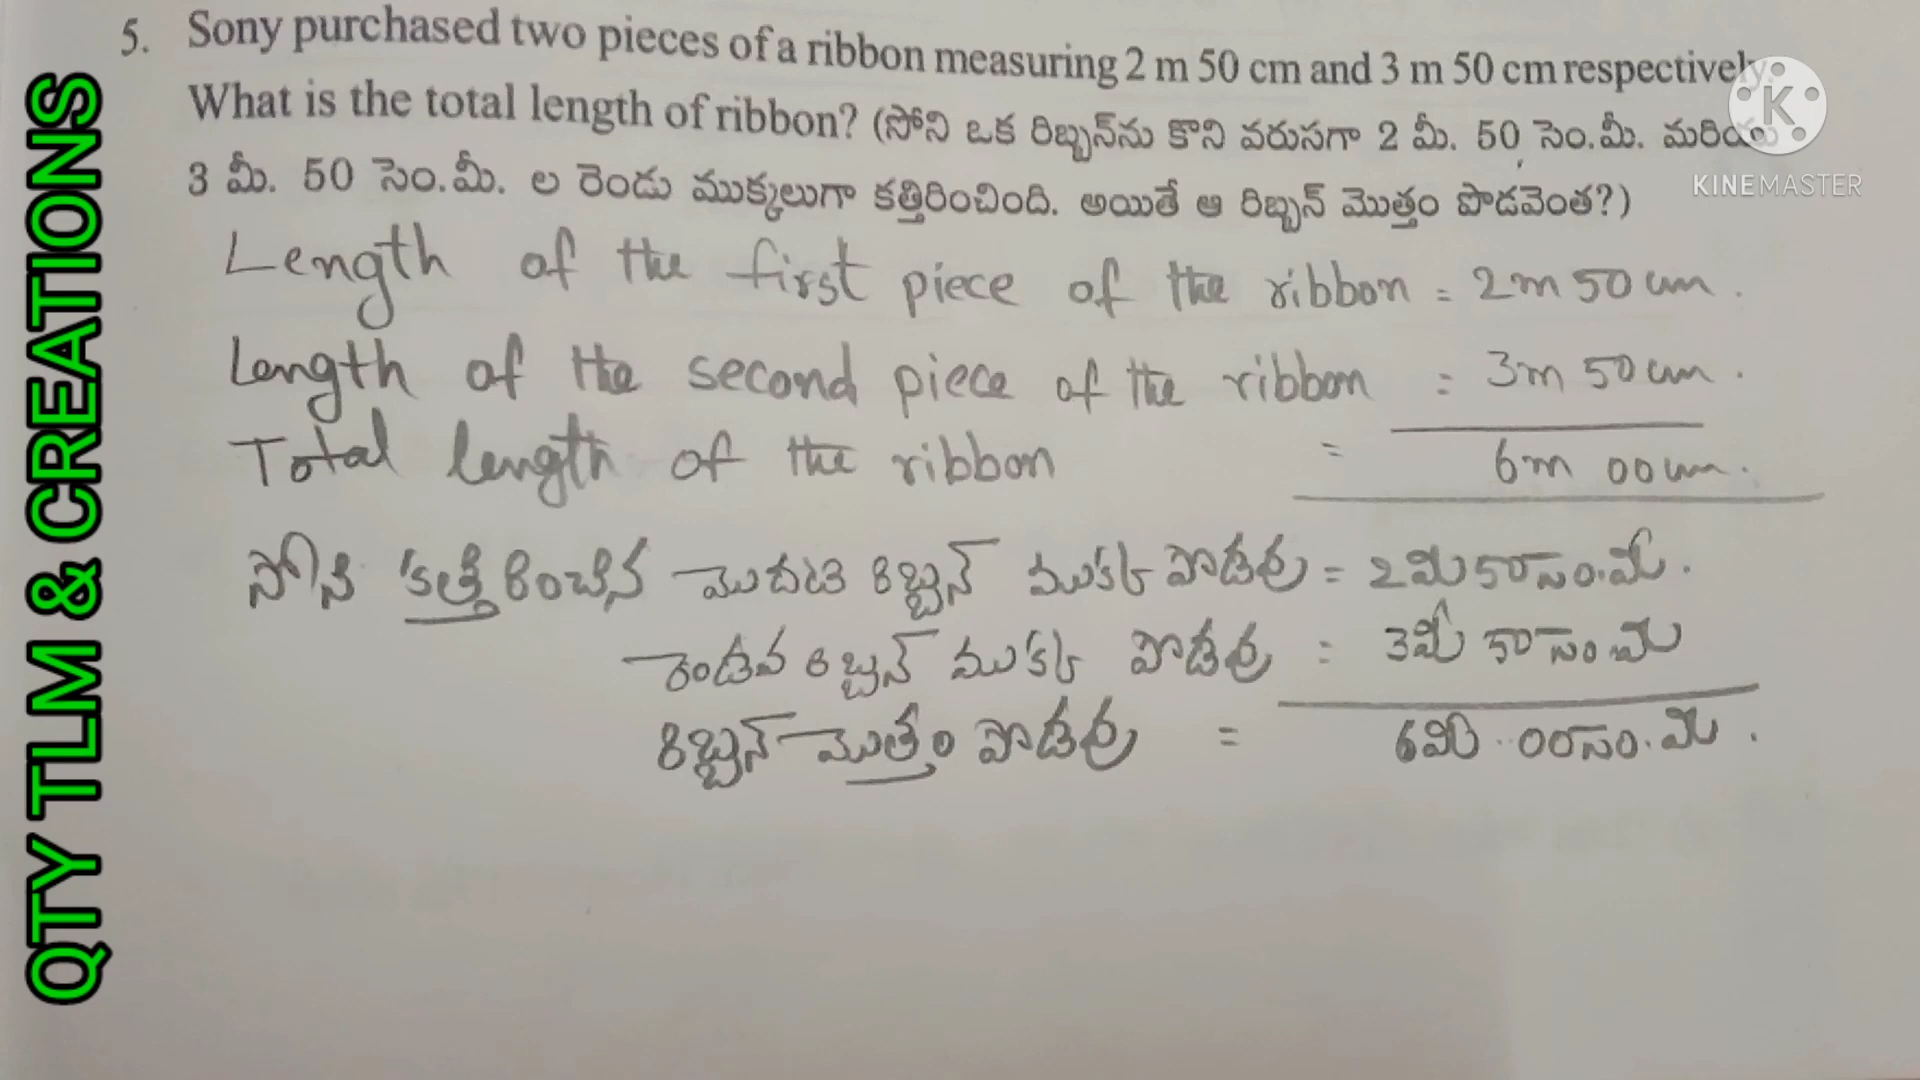 5. Sony purchased two pieces of a ribbon measuring 2 m 50 cm and 3 m 50 cm respectively.
What is the total length of ribbon? (సోని ఒక రిబ్బన్‌ను కొని వరుసగా 2 మీ. 50 సెం.మీ. మరియు
3 మీ. 50 సెం.మీ. ల రెండు ముక్కలుగా కత్తిరించింది. అయితే ఆ రిబ్బన్ మొత్తం పొడవెంత?)
KINEMASTER
Length of the first piece of the ribbon = 2m 50 cm.
Length of the second piece of the ribbon = 3m 50 cm.
Total length of the ribbon = 6m 00 cm.
సోని కత్తిరించిన మొదటి రిబ్బన్ ముక్క పొడవు = 2మీ 50సెం.మీ.
రెండవ రిబ్బన్ ముక్క పొడవు = 3మీ 50సెం.మీ
రిబ్బన్ మొత్తం పొడవు = 6మీ. 00సెం.మీ.
QTY TLM & CREATIONS